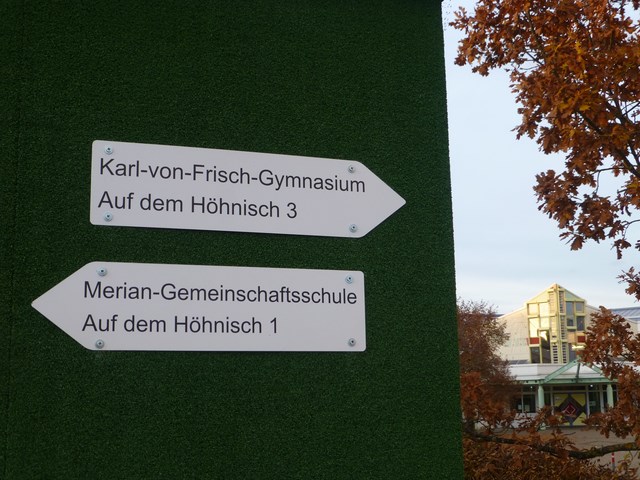 Karl-von-Frisch-Gymnasium
Auf dem Höhnisch 3
Merian-Gemeinschaftsschule
Auf dem Höhnisch 1